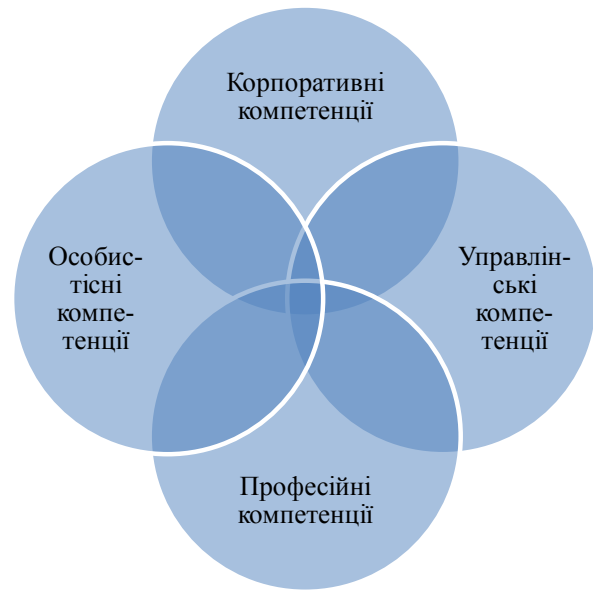 Корпоративні
компетенції
Особис-
тісні
компе-
тенції
Управлін-
ські
компе-
тенції
Професійні
компетенції